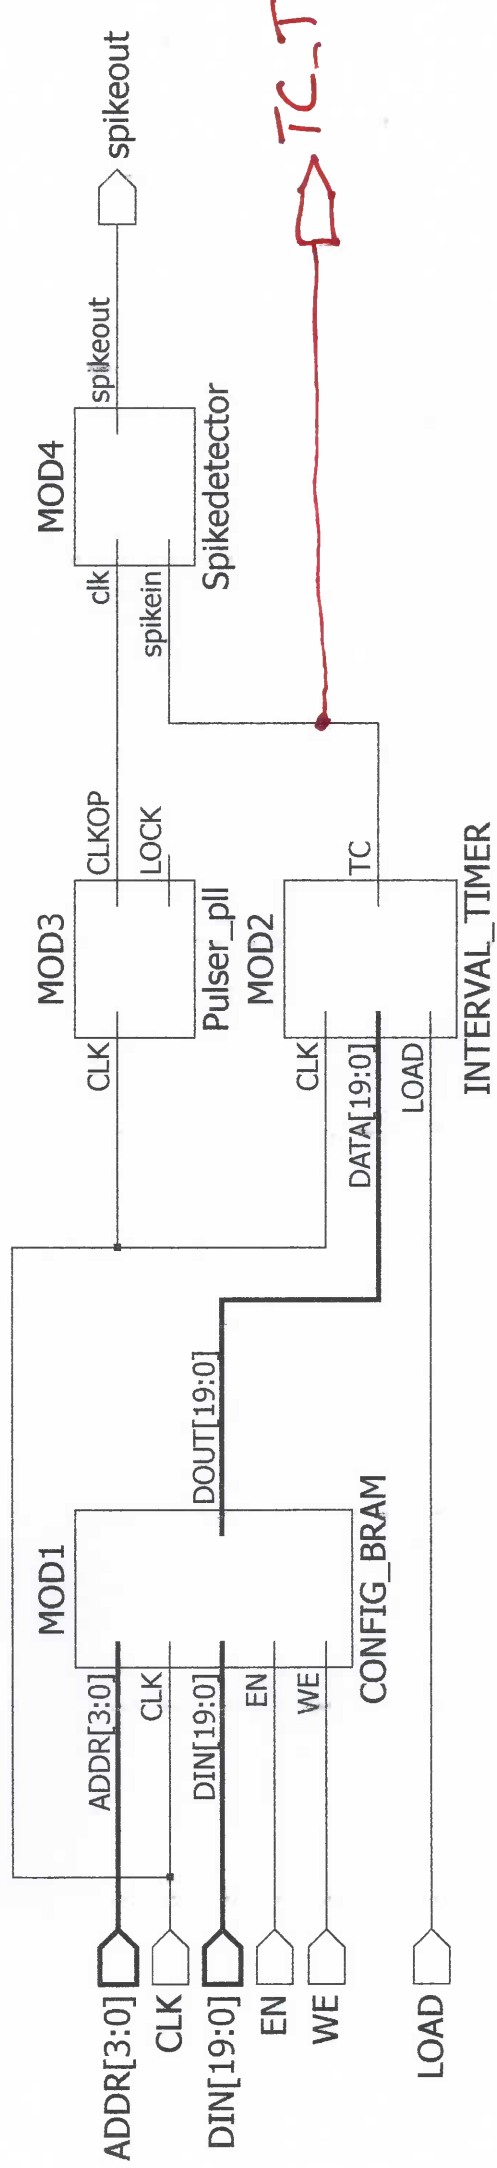 ADDR[3:0]
CLK
DIN[19:0]
EN
WE
LOAD
MOD1
ADDR[3:0]
CLK
DIN[19:0]
EN
WE
DOUT[19:0]
CONFIG_BRAM
MOD3
CLK
CLKOP
LOCK
Pulser_pll
MOD2
CLK
DATA[19:0]
LOAD
TC
INTERVAL_TIMER
MOD4
clk
spikein
spikeout
Spikedetector
spikeout
TC_T